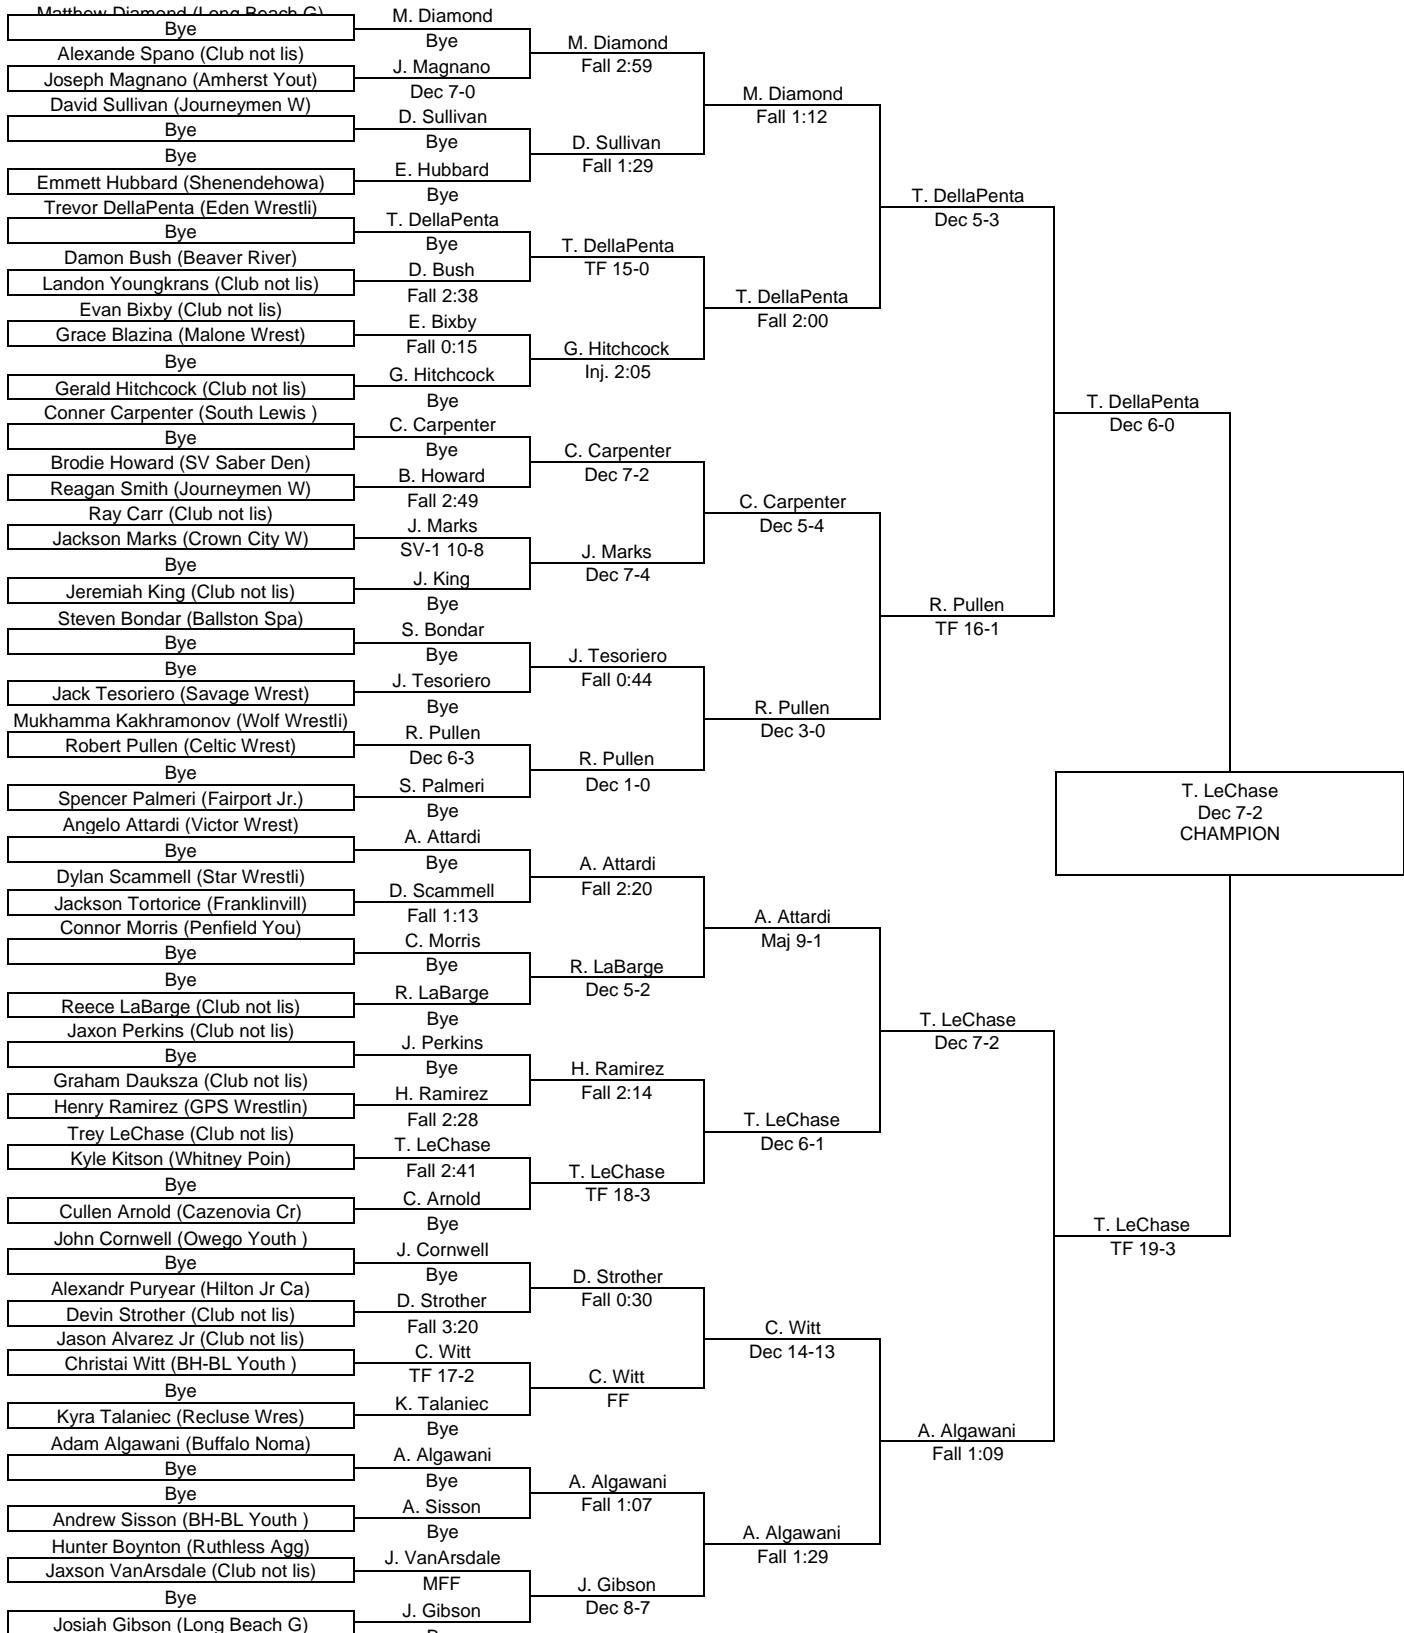 Matthew Diamond (Long Beach G)
Bye
Alexande Spano (Club not lis)
Joseph Magnano (Amherst Yout)
David Sullivan (Journeymen W)
Bye
Bye
Emmett Hubbard (Shenendehowa)
Trevor DellaPenta (Eden Wrestli)
Bye
Damon Bush (Beaver River)
Landon Youngkrans (Club not lis)
Evan Bixby (Club not lis)
Grace Blazina (Malone Wrest)
Bye
Gerald Hitchcock (Club not lis)
Conner Carpenter (South Lewis )
Bye
Brodie Howard (SV Saber Den)
Reagan Smith (Journeymen W)
Ray Carr (Club not lis)
Jackson Marks (Crown City W)
Bye
Jeremiah King (Club not lis)
Steven Bondar (Ballston Spa)
Bye
Bye
Jack Tesoriero (Savage Wrest)
Mukhamma Kakhramonov (Wolf Wrestli)
Robert Pullen (Celtic Wrest)
Bye
Spencer Palmeri (Fairport Jr.)
Angelo Attardi (Victor Wrest)
Bye
Dylan Scammell (Star Wrestli)
Jackson Tortorice (Franklinvill)
Connor Morris (Penfield You)
Bye
Bye
Reece LaBarge (Club not lis)
Jaxon Perkins (Club not lis)
Bye
Graham Dauksza (Club not lis)
Henry Ramirez (GPS Wrestlin)
Trey LeChase (Club not lis)
Kyle Kitson (Whitney Poin)
Bye
Cullen Arnold (Cazenovia Cr)
John Cornwell (Owego Youth )
Bye
Alexandr Puryear (Hilton Jr Ca)
Devin Strother (Club not lis)
Jason Alvarez Jr (Club not lis)
Christai Witt (BH-BL Youth )
Bye
Kyra Talaniec (Recluse Wres)
Adam Algawani (Buffalo Noma)
Bye
Bye
Andrew Sisson (BH-BL Youth )
Hunter Boynton (Ruthless Agg)
Jaxson VanArsdale (Club not lis)
Bye
Josiah Gibson (Long Beach G)
M. Diamond
Bye
J. Magnano
Dec 7-0
D. Sullivan
Bye
E. Hubbard
Bye
T. DellaPenta
Bye
D. Bush
Fall 2:38
E. Bixby
Fall 0:15
G. Hitchcock
Bye
C. Carpenter
Bye
B. Howard
Fall 2:49
J. Marks
SV-1 10-8
J. King
Bye
S. Bondar
Bye
J. Tesoriero
Bye
R. Pullen
Dec 6-3
S. Palmeri
Bye
A. Attardi
Bye
D. Scammell
Fall 1:13
C. Morris
Bye
R. LaBarge
Bye
J. Perkins
Bye
H. Ramirez
Fall 2:28
T. LeChase
Fall 2:41
C. Arnold
Bye
J. Cornwell
Bye
D. Strother
Fall 3:20
C. Witt
TF 17-2
K. Talaniec
Bye
A. Algawani
Bye
A. Sisson
Bye
J. VanArsdale
MFF
J. Gibson
M. Diamond
Fall 2:59
D. Sullivan
Fall 1:29
T. DellaPenta
TF 15-0
G. Hitchcock
Inj. 2:05
C. Carpenter
Dec 7-2
J. Marks
Dec 7-4
J. Tesoriero
Fall 0:44
R. Pullen
Dec 1-0
A. Attardi
Fall 2:20
R. LaBarge
Dec 5-2
H. Ramirez
Fall 2:14
T. LeChase
TF 18-3
D. Strother
Fall 0:30
C. Witt
FF
A. Algawani
Fall 1:07
J. Gibson
Dec 8-7
M. Diamond
Fall 1:12
T. DellaPenta
Fall 2:00
C. Carpenter
Dec 5-4
R. Pullen
Dec 3-0
A. Attardi
Maj 9-1
T. LeChase
Dec 6-1
C. Witt
Dec 14-13
A. Algawani
Fall 1:29
T. DellaPenta
Dec 5-3
R. Pullen
TF 16-1
T. LeChase
Dec 7-2
A. Algawani
Fall 1:09
T. DellaPenta
Dec 6-0
T. LeChase
TF 19-3
T. LeChase
Dec 7-2
CHAMPION